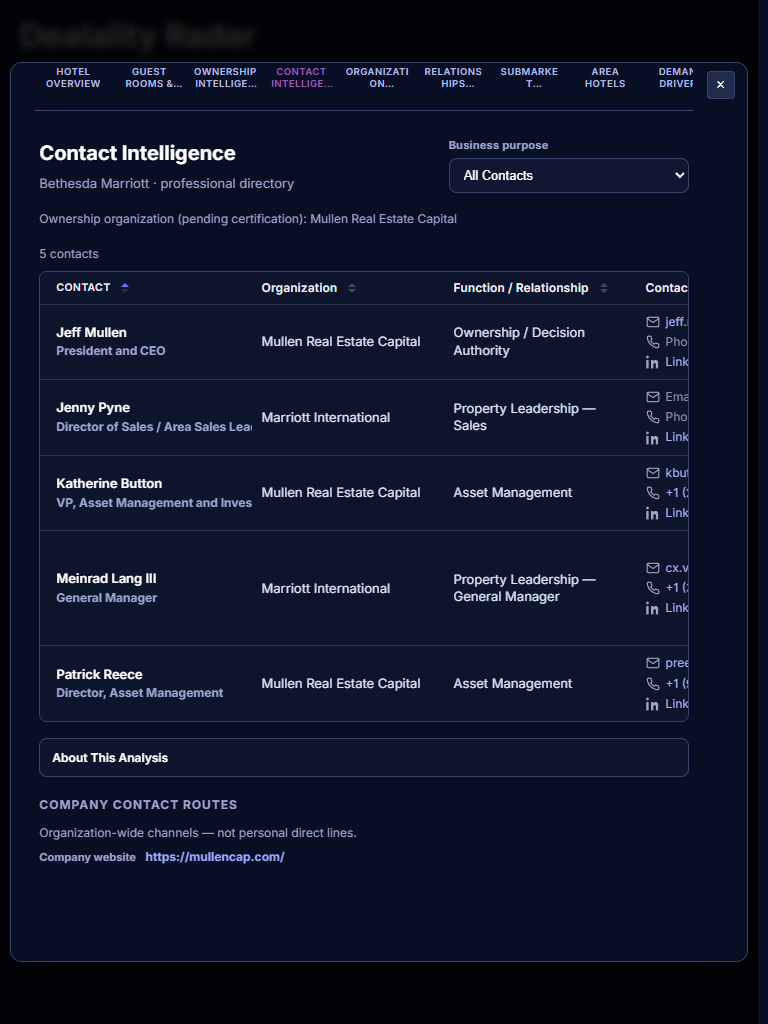 Deaiality Radar
HOTEL OVERVIEW
GUEST ROOMS &...
OWNERSHIP INTELLIGE...
CONTACT INTELLIGE...
ORGANIZATI ON...
RELATIONS HIPS...
SUBMARKE T...
AREA HOTELS
DEMAN DRIVER
×
Contact Intelligence
Bethesda Marriott · professional directory
Business purpose
All Contacts
Ownership organization (pending certification): Mullen Real Estate Capital
5 contacts
CONTACT
Organization
Function / Relationship
Contac
Jeff Mullen
President and CEO
Mullen Real Estate Capital
Ownership / Decision
Authority
jeff.
Pho
Link
Jenny Pyne
Director of Sales / Area Sales Lea
Marriott International
Property Leadership —
Sales
Ema
Pho
Link
Katherine Button
VP, Asset Management and Inves
Mullen Real Estate Capital
Asset Management
kbut
+1 (
Link
Meinrad Lang III
General Manager
Marriott International
Property Leadership —
General Manager
cx.v
+1 (
Link
Patrick Reece
Director, Asset Management
Mullen Real Estate Capital
Asset Management
pree
+1 (
Link
About This Analysis
COMPANY CONTACT ROUTES
Organization-wide channels — not personal direct lines.
Company website https://mullencap.com/